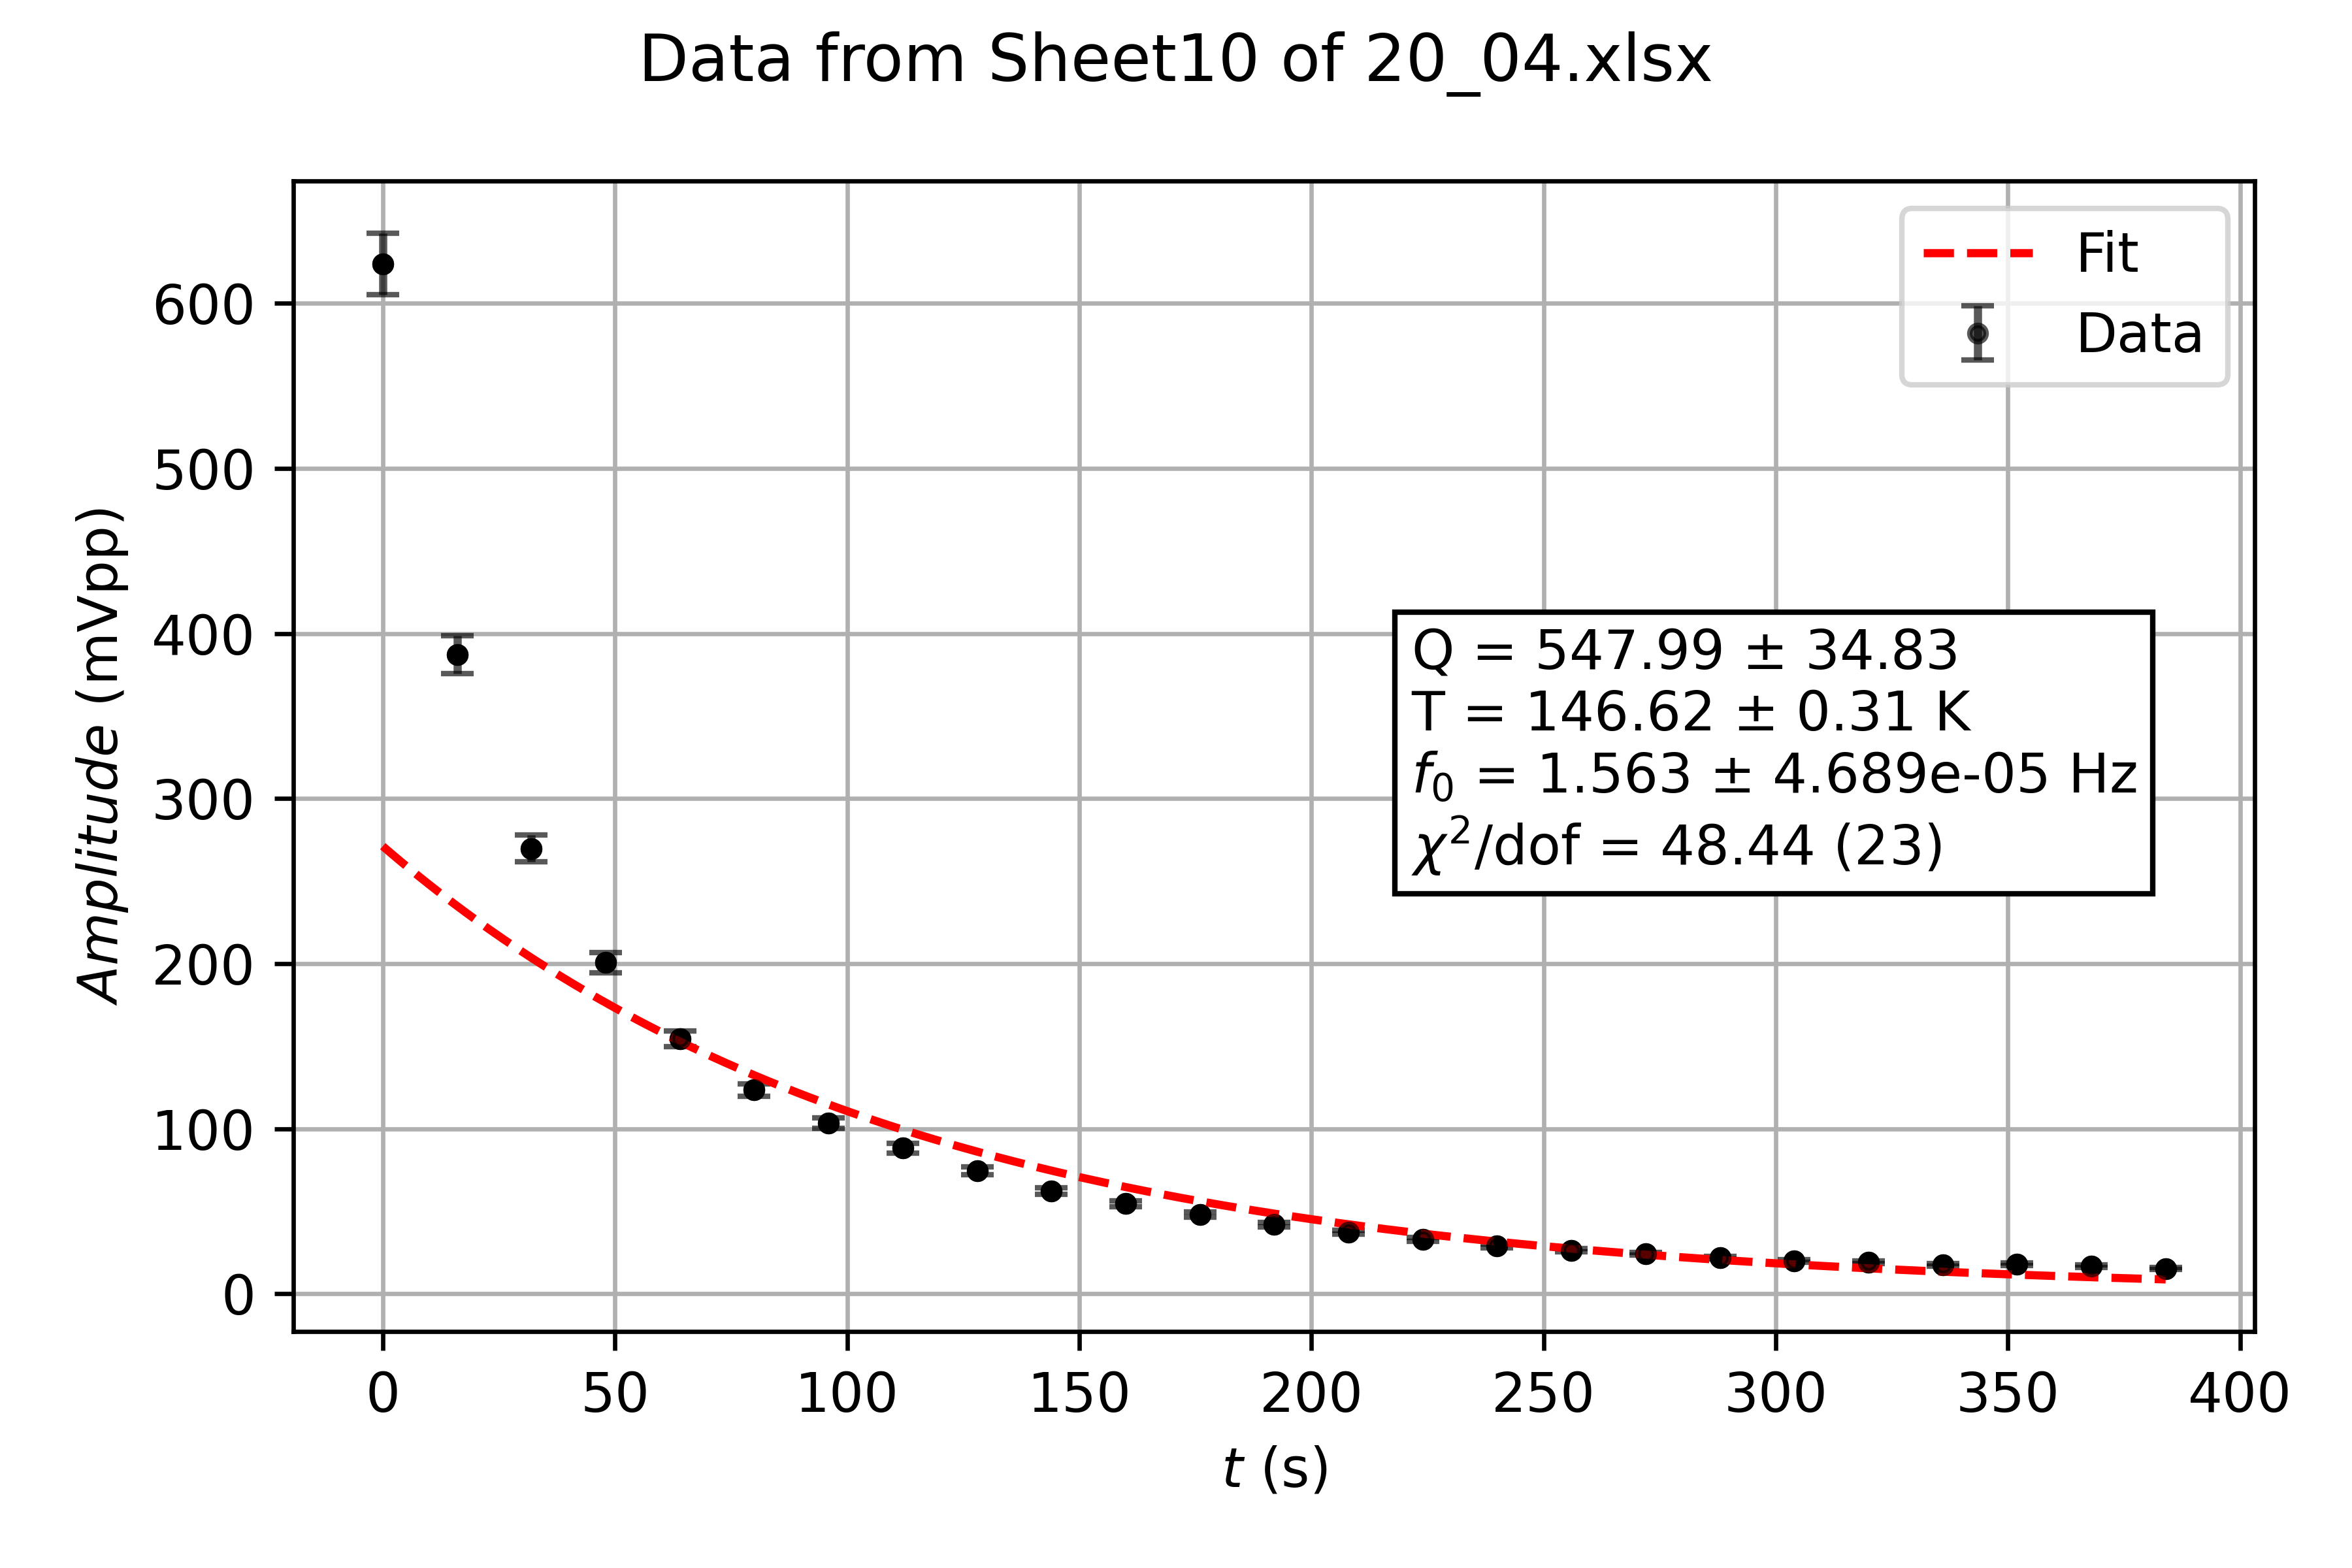 Data from Sheet10 of 20_04.xlsx
Fit
Data
Q = 547.99 ± 34.83
T = 146.62 ± 0.31 K
f₀ = 1.563 ± 4.689e-05 Hz
χ²/dof = 48.44 (23)
Amplitude (mVpp)
600
500
400
300
200
100
0
0 50 100 150 200 250 300 350 400
t (s)